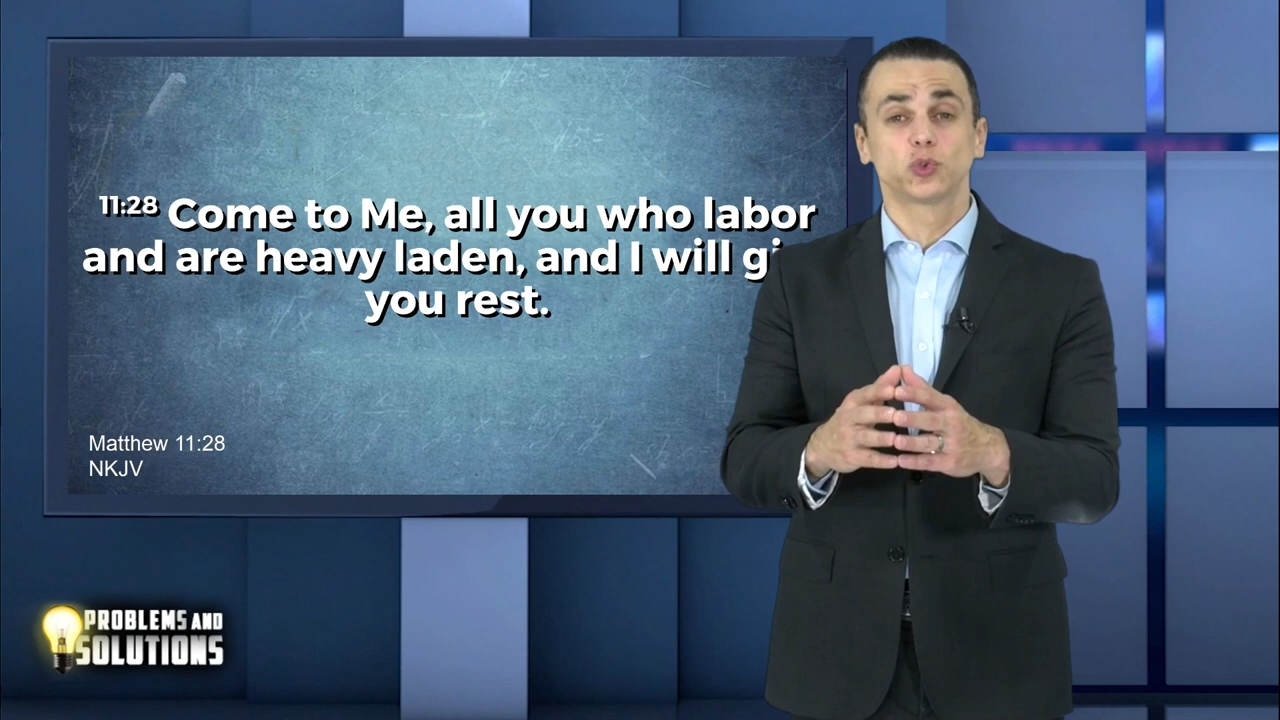 11:28 Come to Me, all you who labor
and are heavy laden, and I will
you rest.
Matthew 11:28
NKJV
PROBLEMS AND
SOLUTIONS